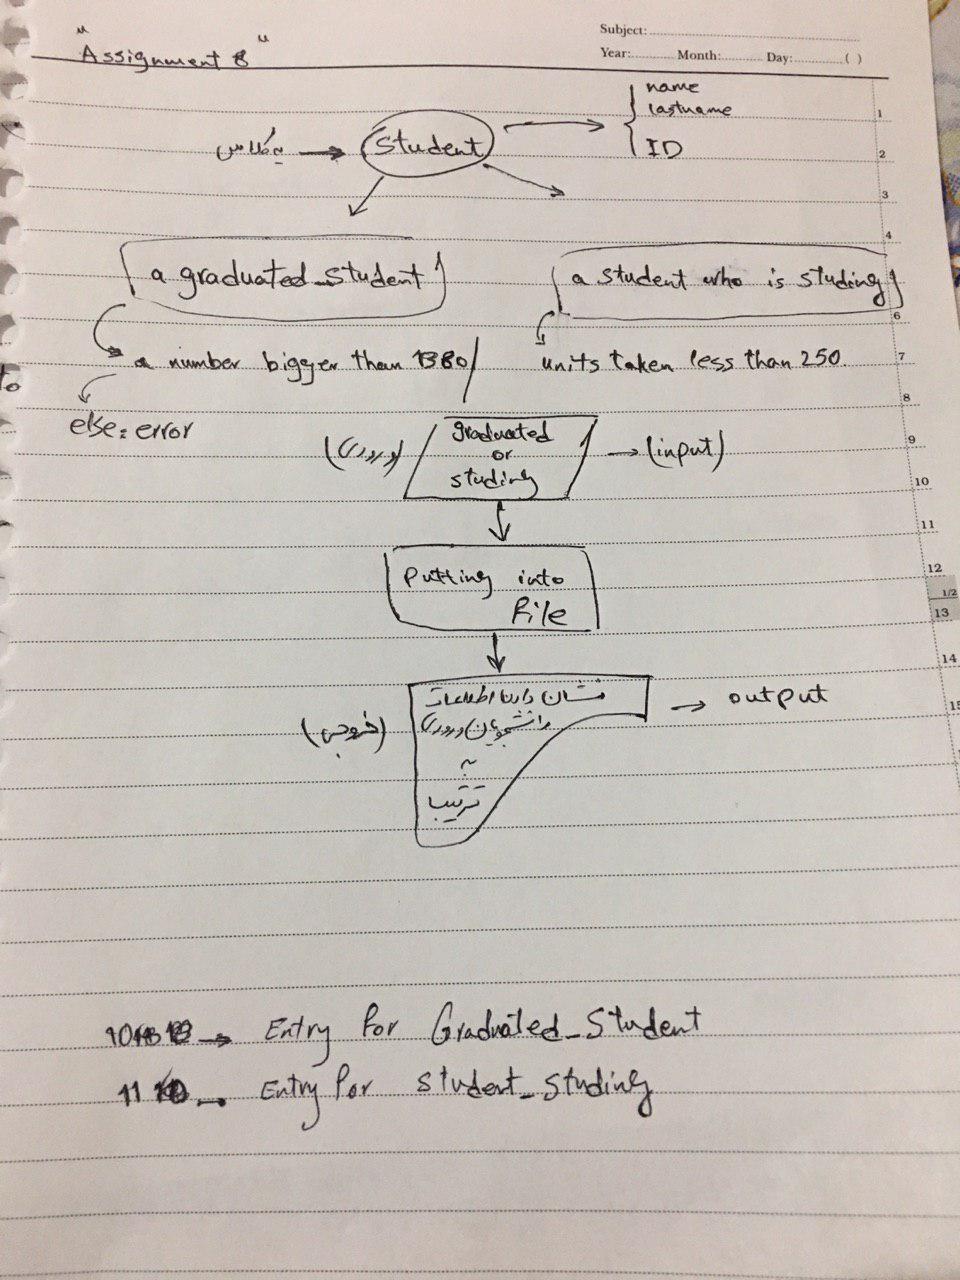 Subject:
"Assignment 8"
Year: Month: Day: ( )
name
lastname
ID
student
a graduated_student
a student who is studing
a number bigger than 1380
units taken less than 250.
else: error
(ورودی)
graduated
or
studing
(input)
putting into
File
نشان دادن اطلاعات
دانشجویان ورودی
به
ترتیب
(خروجی)
output
Entry for Graduated_Student
11
Entry For student_studing
1
2
3
4
6
7
8
9
10
11
12
1/2
13
14
15